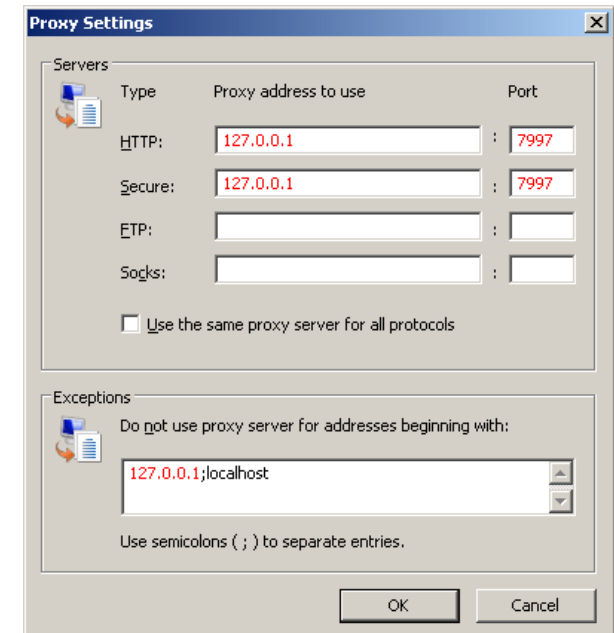 Proxy Settings
Servers
Type Proxy address to use Port
HTTP: 127.0.0.1 : 7997
Secure: 127.0.0.1 : 7997
FTP: :
Socks: :
Use the same proxy server for all protocols
Exceptions
Do not use proxy server for addresses beginning with:
127.0.0.1;localhost
Use semicolons ( ; ) to separate entries.
OK Cancel